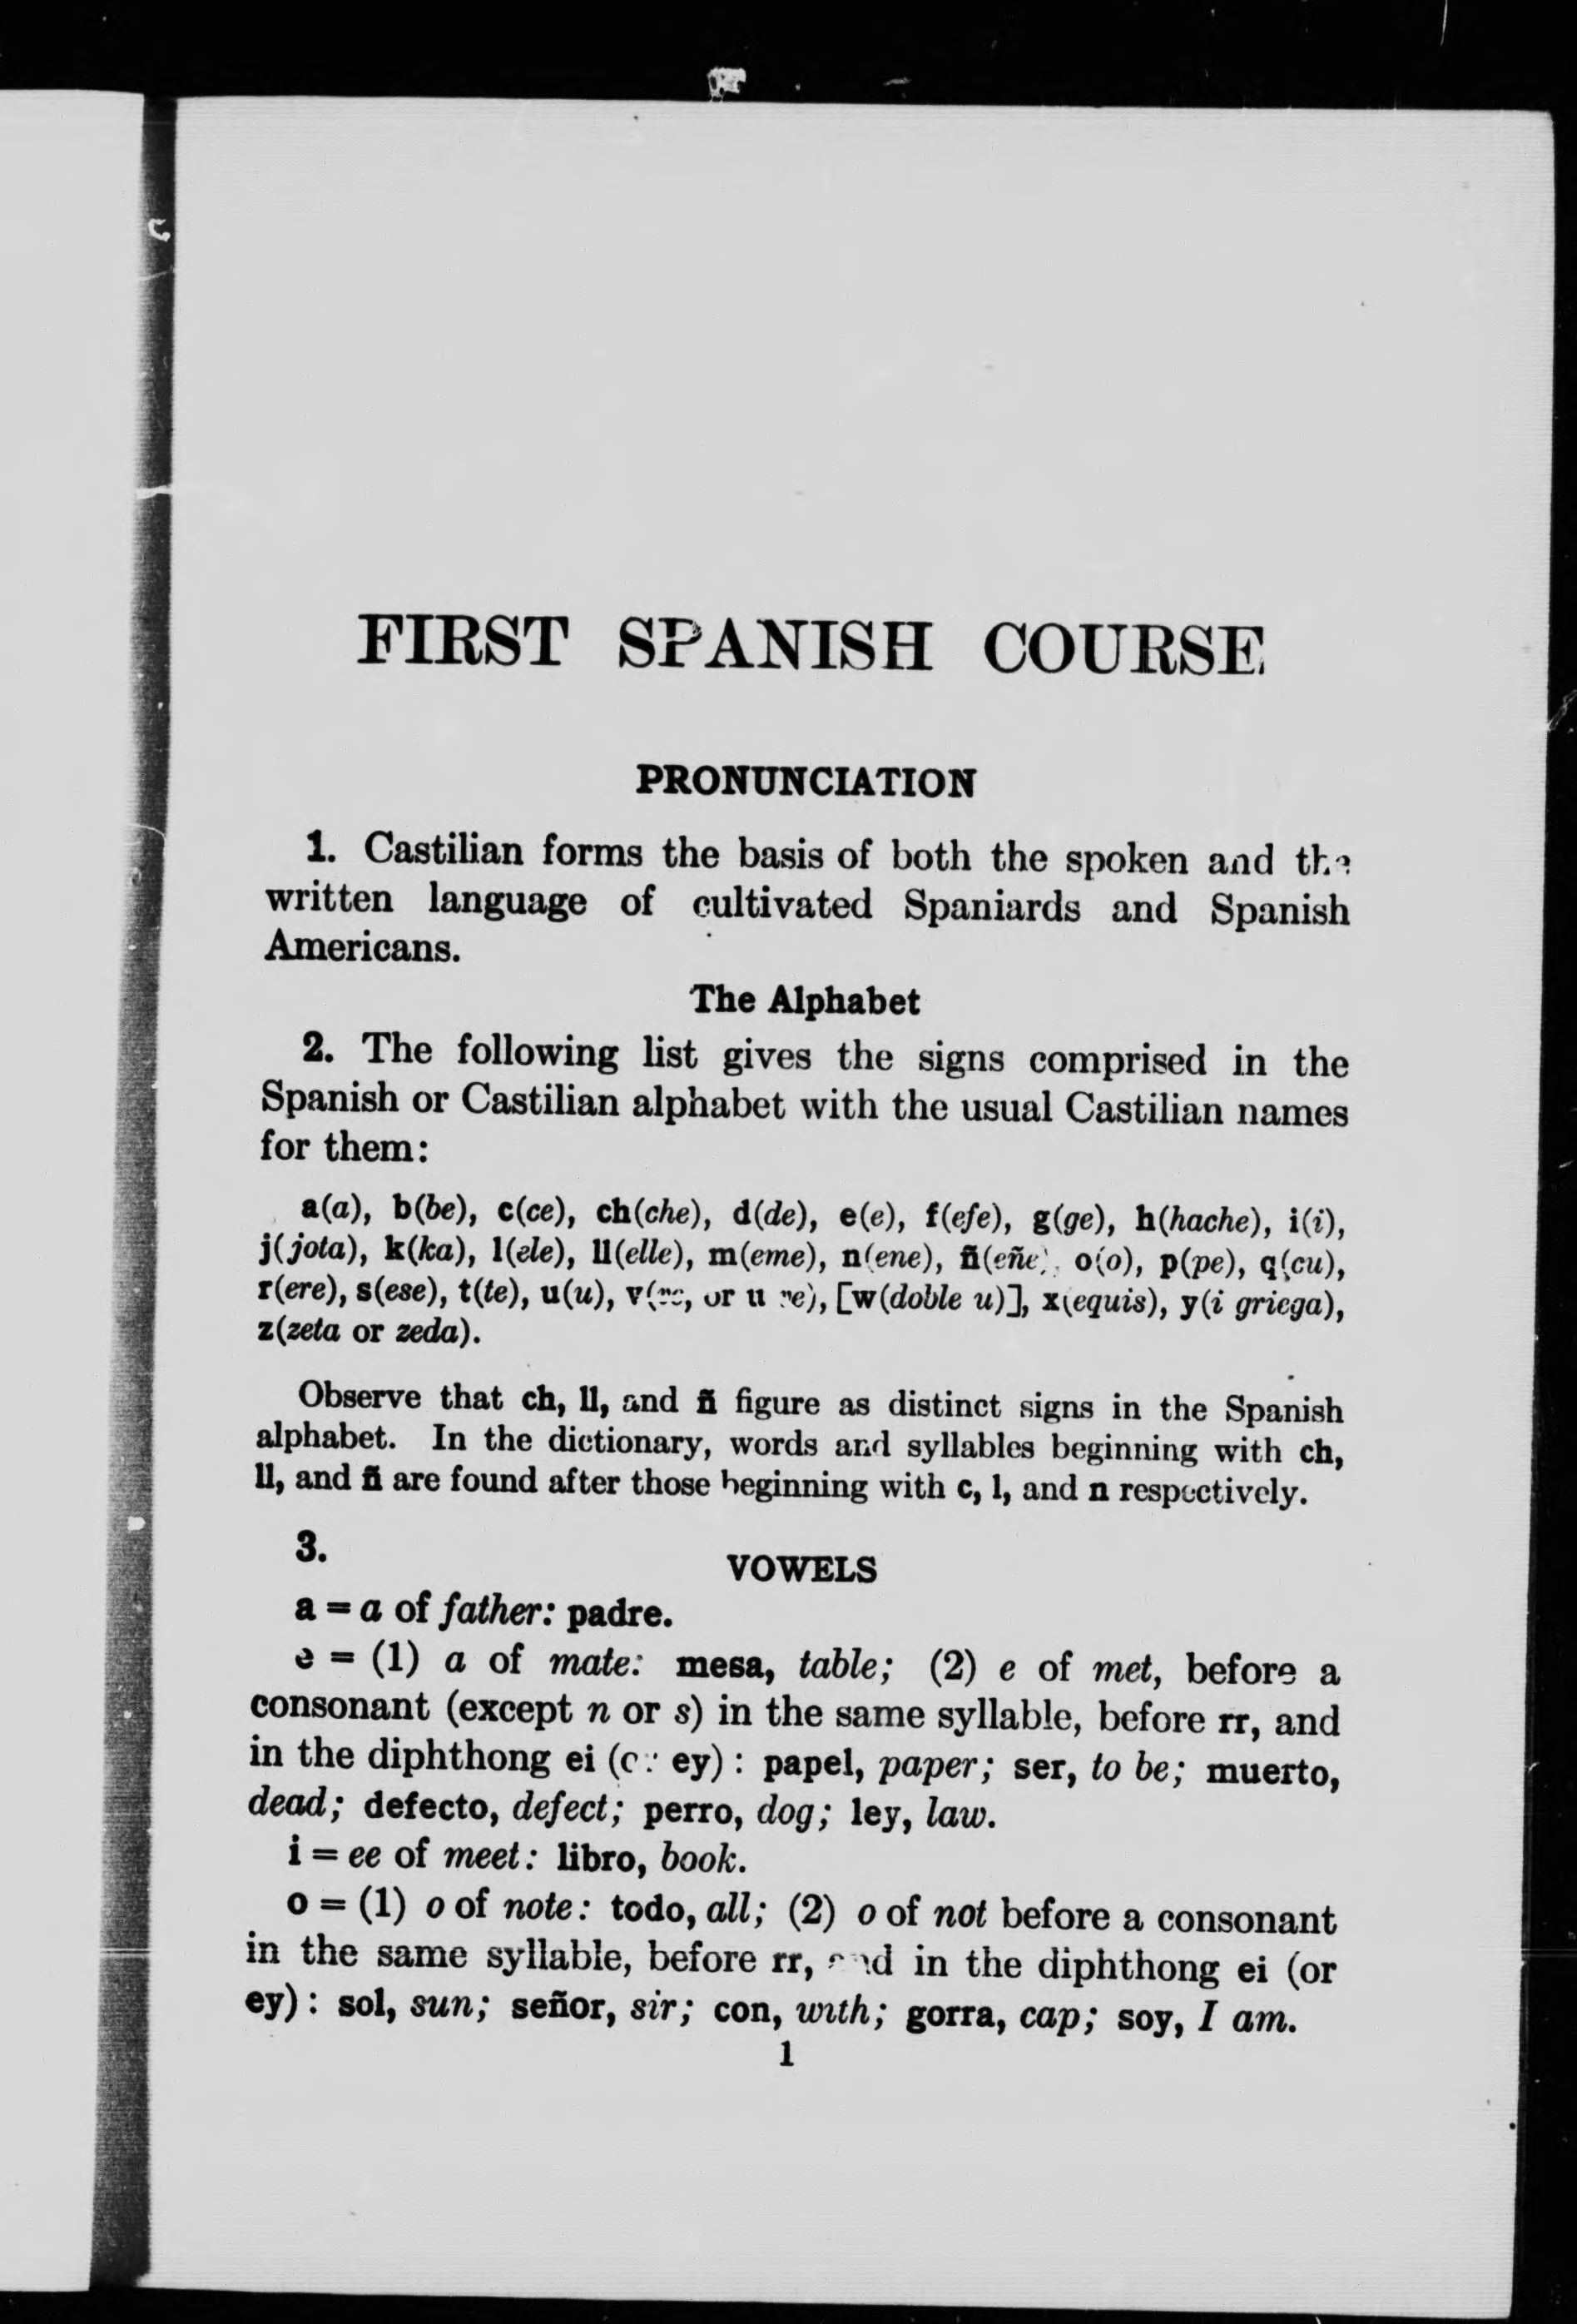 FIRST SPANISH COURSE
PRONUNCIATION
1. Castilian forms the basis of both the spoken and the
written language of cultivated Spaniards and Spanish
Americans.
The Alphabet
2. The following list gives the signs comprised in the
Spanish or Castilian alphabet with the usual Castilian names
for them:
a(a), b(be), c(ce), ch(che), d(de), e(e), f(efe), g(ge), h(hache), i(i),
j(jota), k(ka), l(ele), ll(elle), m(eme), n(ene), ñ(eñe), o(o), p(pe), q(cu),
r(ere), s(ese), t(te), u(u), v(ve, or u ve), [w(doble u)], x(equis), y(i griega),
z(zeta or zeda).
Observe that ch, ll, and ñ figure as distinct signs in the Spanish
alphabet. In the dictionary, words and syllables beginning with ch,
ll, and ñ are found after those beginning with c, l, and n respectively.
3.
VOWELS
a = a of father: padre.
e = (1) a of mate: mesa, table; (2) e of met, before a
consonant (except n or s) in the same syllable, before rr, and
in the diphthong ei (or ey): papel, paper; ser, to be; muerto,
dead; defecto, defect; perro, dog; ley, law.
i = ee of meet: libro, book.
o = (1) o of note: todo, all; (2) o of not before a consonant
in the same syllable, before rr, and in the diphthong ei (or
ey): sol, sun; señor, sir; con, with; gorra, cap; soy, I am.
1